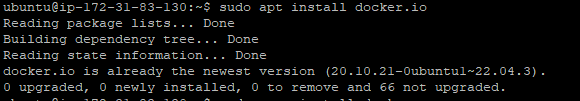 ubuntu@ip-172-31-83-130:~$ sudo apt install docker.io
Reading package lists... Done
Building dependency tree... Done
Reading state information... Done
docker.io is already the newest version (20.10.21-0ubuntu1~22.04.3).
0 upgraded, 0 newly installed, 0 to remove and 66 not upgraded.